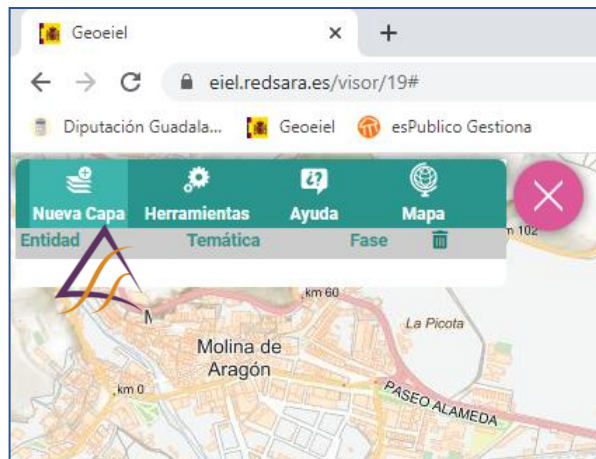 Geoeiel
eiel.redsara.es/visor/19#
Diputación Guadala... Geoeiel esPublico Gestiona
Nueva Capa Herramientas Ayuda Mapa
Entidad Temática Fase
m 102
km 60
La Picota
M
Molina de
Aragón
km 0
PASEO ALAMEDA